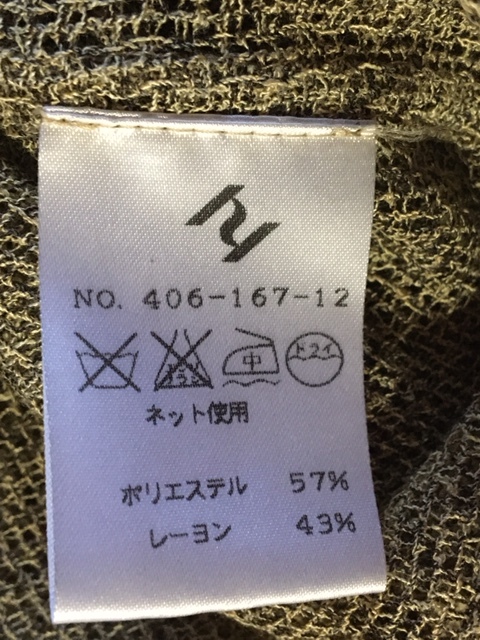 NO. 406-167-12
中 ドライ
ネット使用
ポリエステル 57%
レーヨン 43%